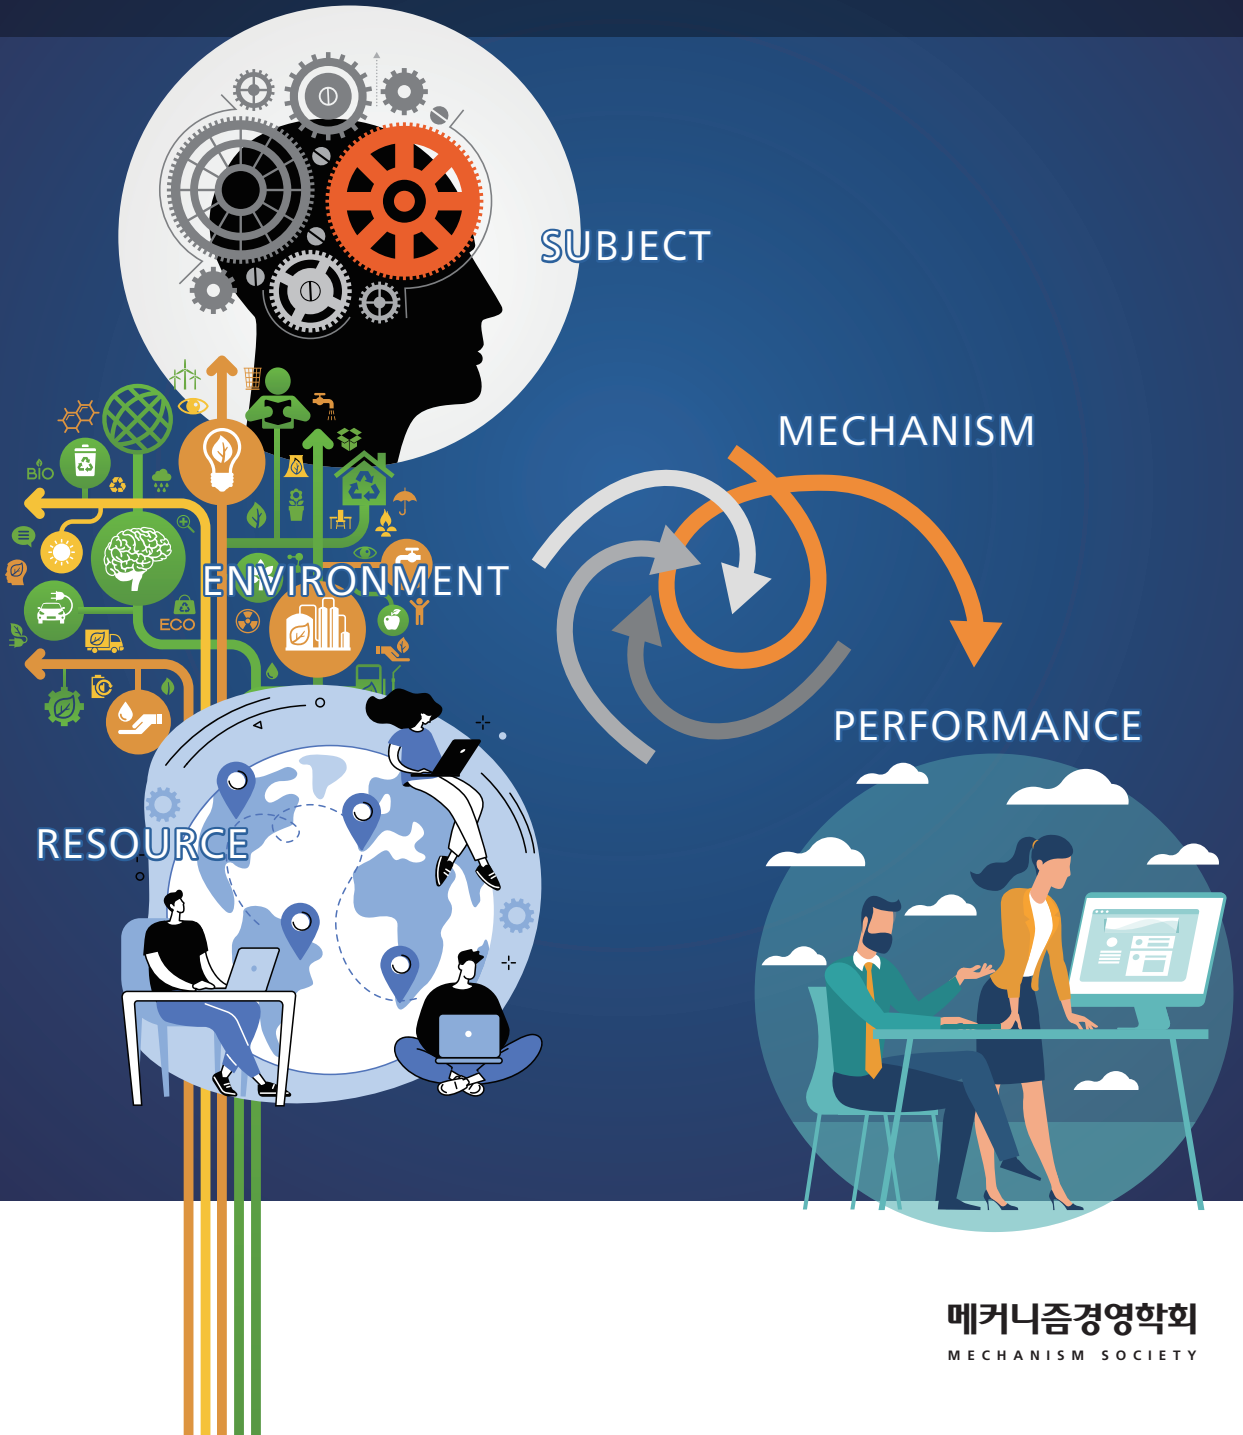 SUBJECT
MECHANISM
BIO
ENVIRONMENT
ECO
PERFORMANCE
RESOURCE
메커니즘경영학회
MECHANISM SOCIETY